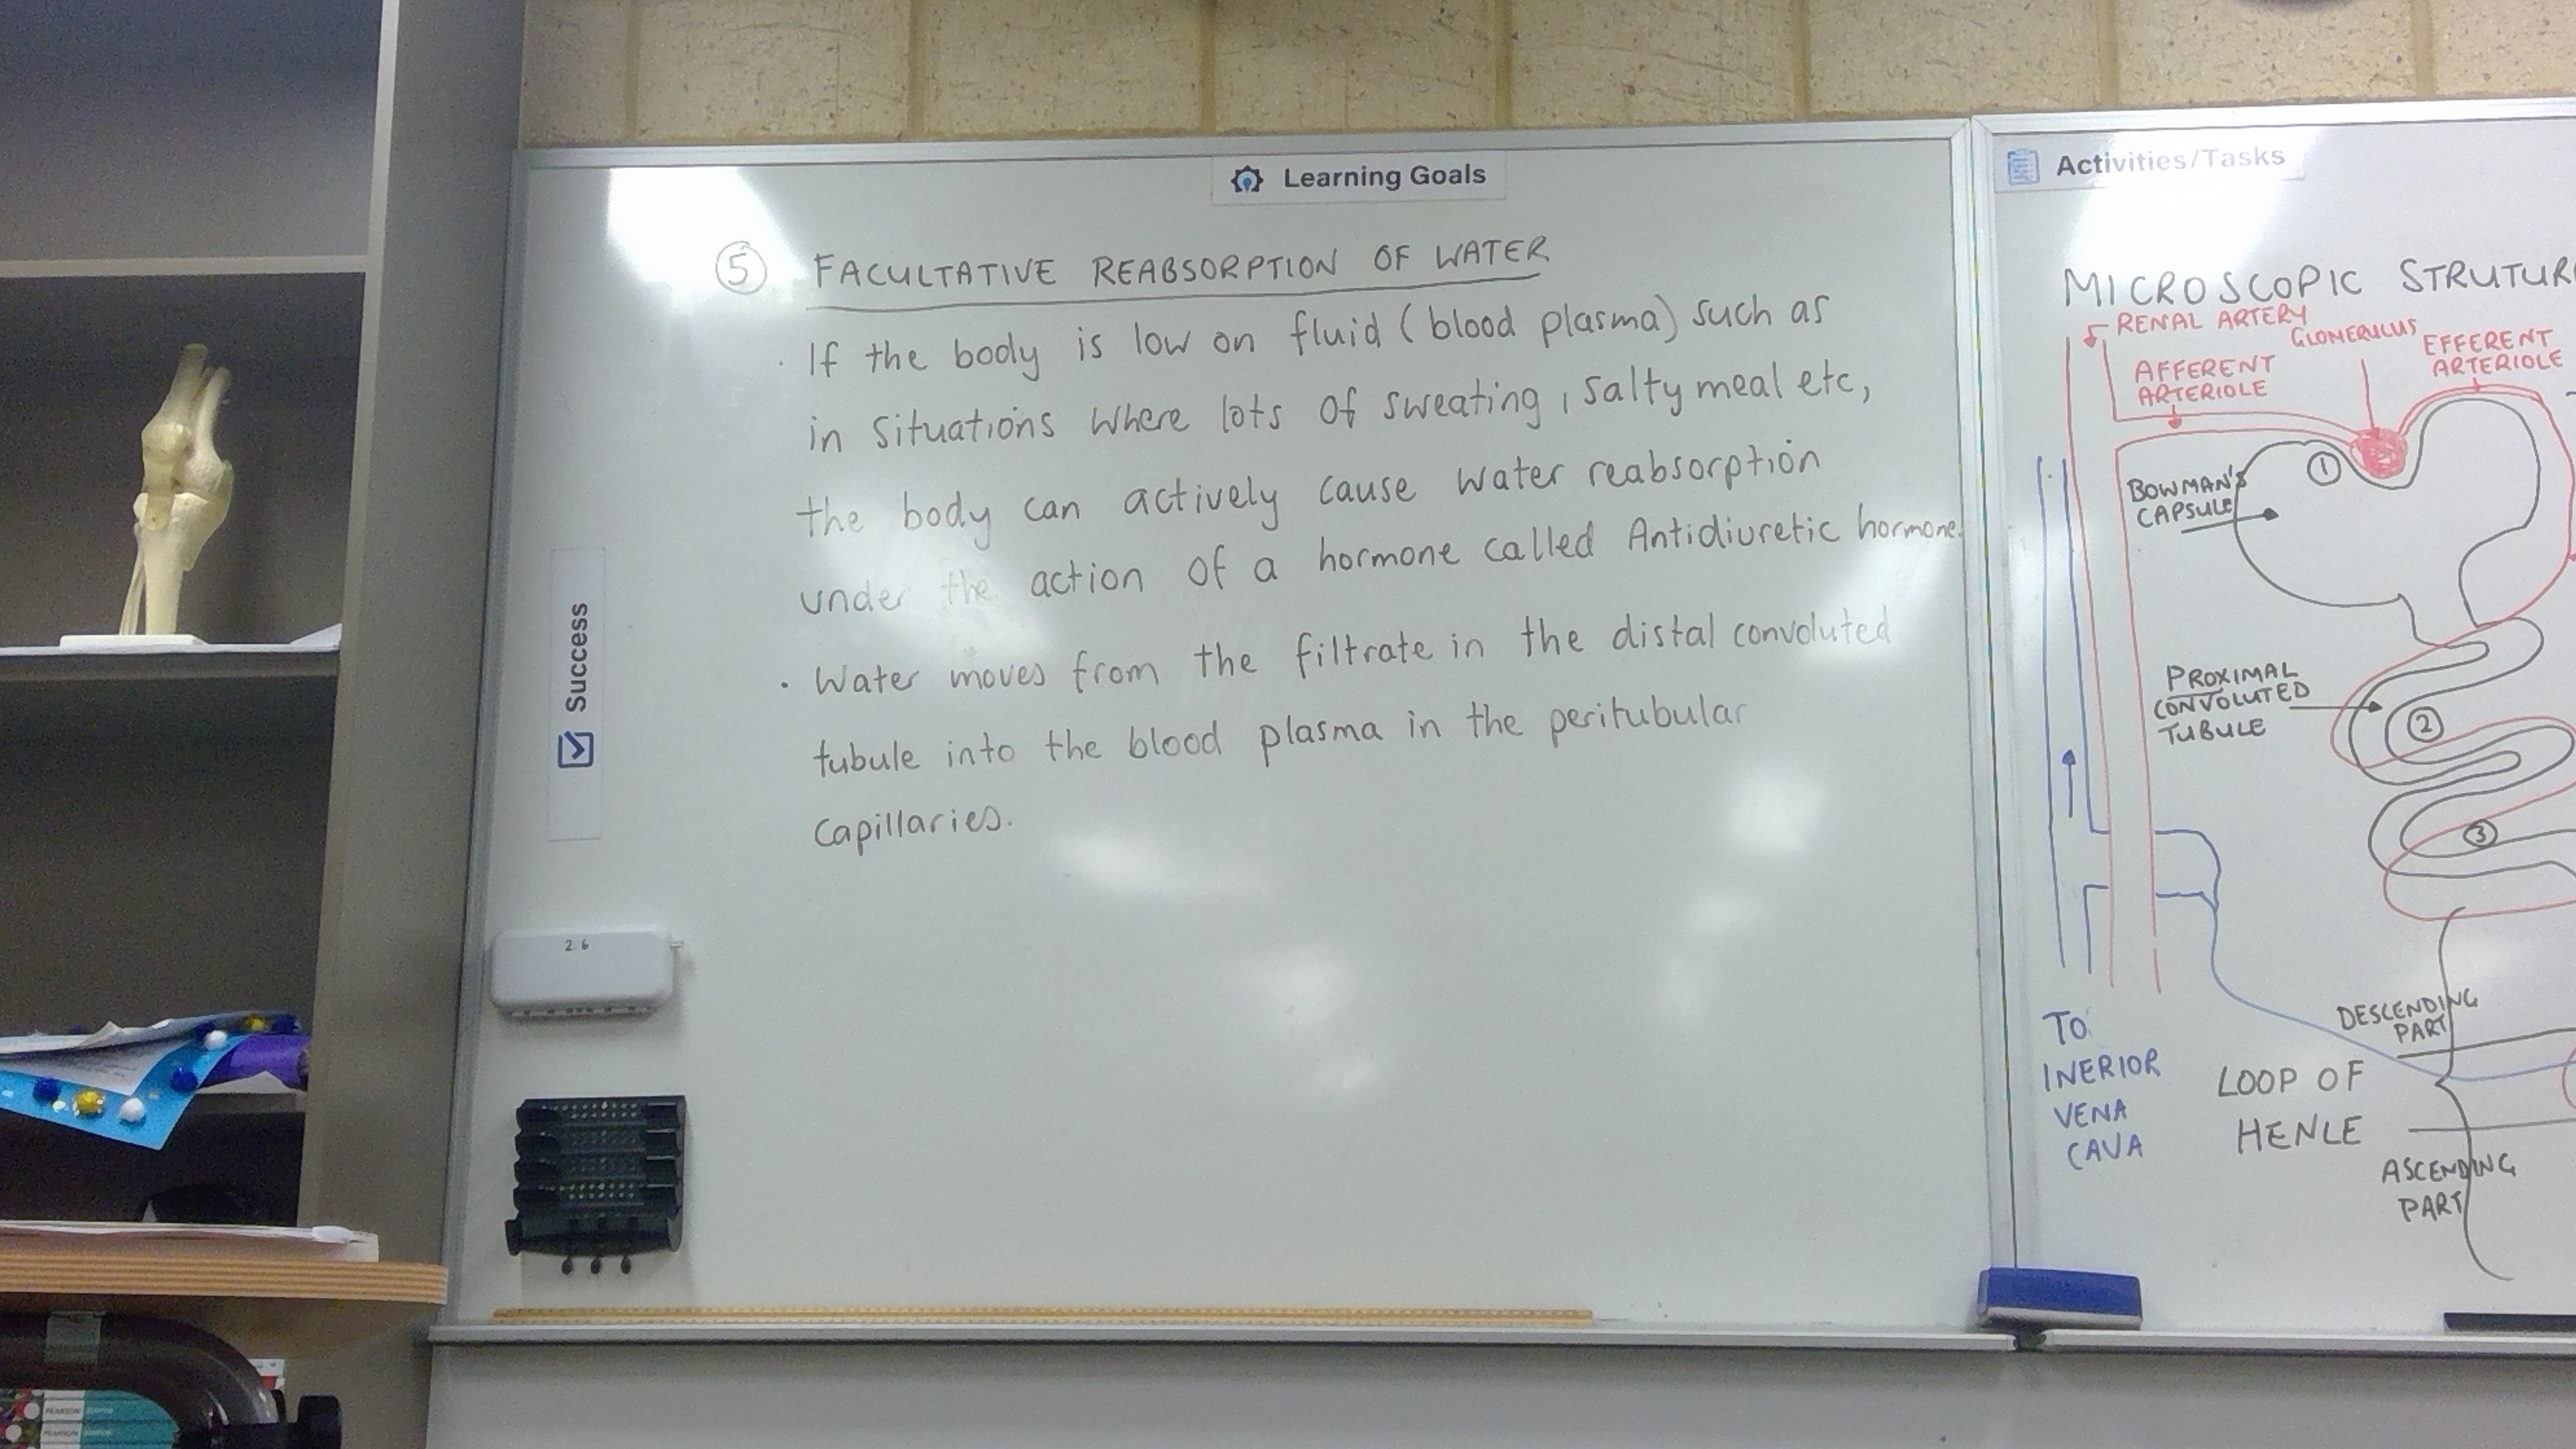 Learning Goals
5 FACULTATIVE REABSORPTION OF WATER
· If the body is low on fluid (blood plasma) such as
in situations where lots of sweating, salty meal etc,
the body can actively cause water reabsorption
under the action of a hormone called Antidiuretic hormone.
· Water moves from the filtrate in the distal convoluted
tubule into the blood plasma in the peritubular
capillaries.
Success
2.6
Activities/Tasks
MICROSCOPIC STRUTUR
RENAL ARTERY
GLOMERULUS
EFFERENT
ARTERIOLE
AFFERENT
ARTERIOLE
1
BOWMAN'S
CAPSULE
PROXIMAL
CONVOLUTED
TUBULE
2
3
DESCENDING
PART
TO
INERIOR
VENA
CAVA
LOOP OF
HENLE
ASCENDING
PART
PEARSON
PEARSON